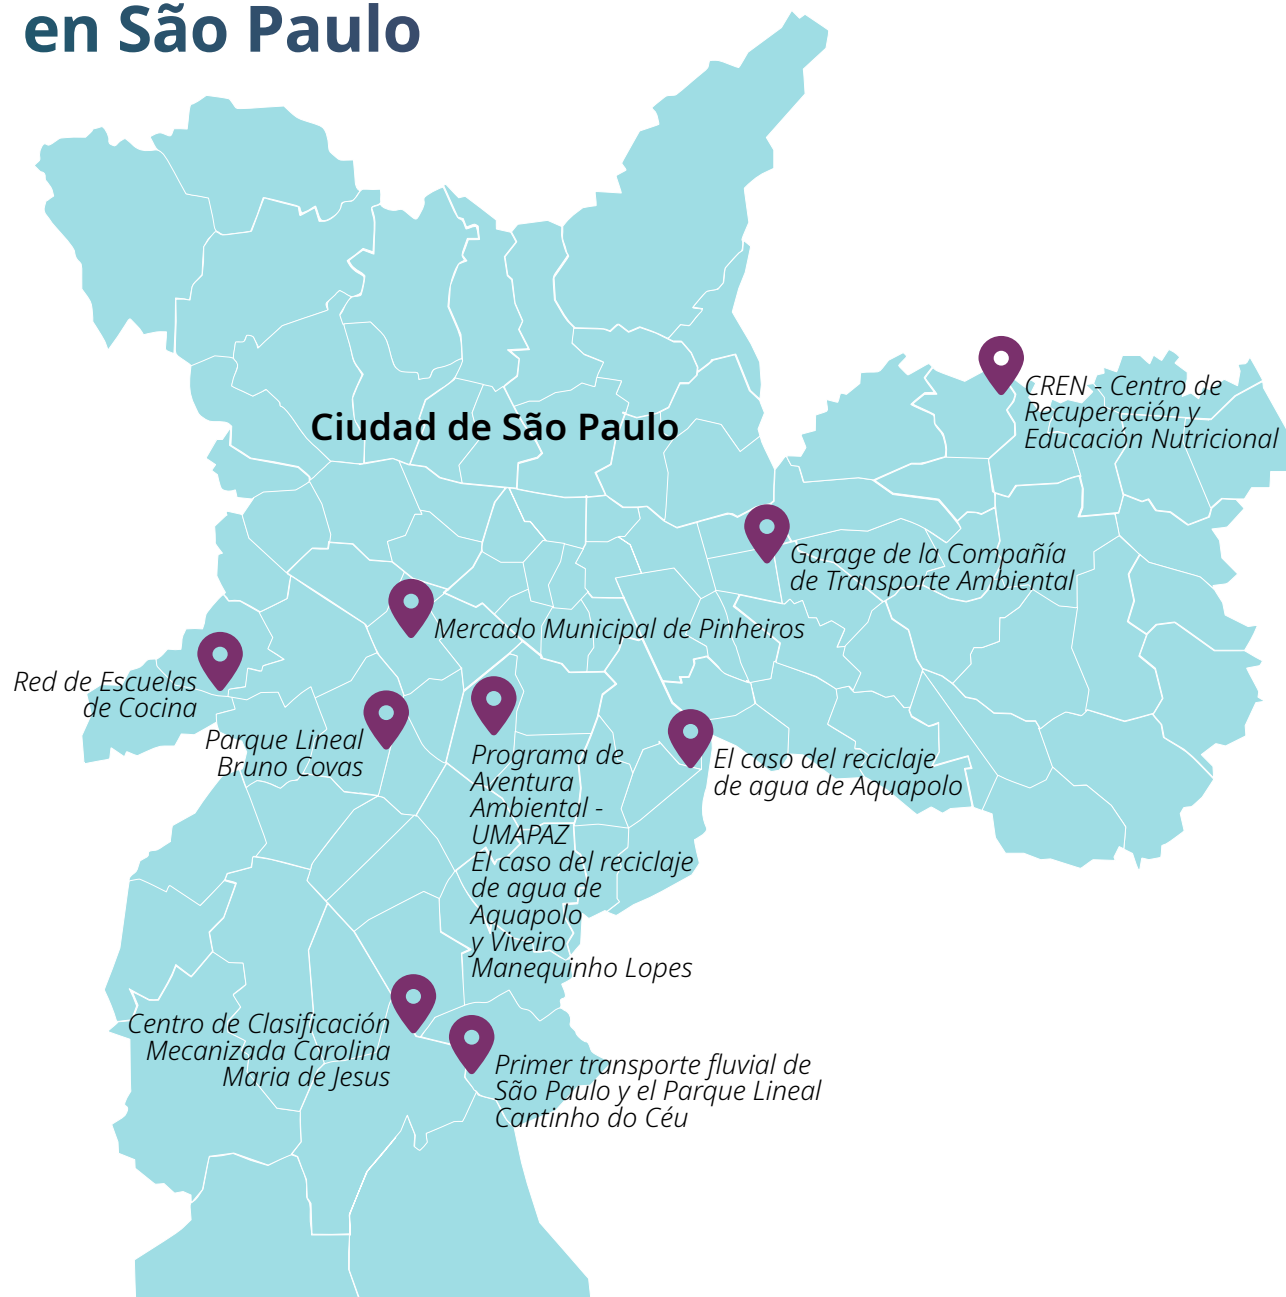 en São Paulo
CREN - Centro de
Recuperación y
Educación Nutricional
Ciudad de São Paulo
Garage de la Compañía
de Transporte Ambiental
Mercado Municipal de Pinheiros
Red de Escuelas
de Cocina
Parque Lineal
Bruno Covas
Programa de
Aventura
Ambiental -
UMAPAZ
El caso del reciclaje
de agua de
Aquapolo
y Viveiro
Manequinho Lopes
El caso del reciclaje
de agua de Aquapolo
Centro de Clasificación
Mecanizada Carolina
Maria de Jesus
Primer transporte fluvial de
São Paulo y el Parque Lineal
Cantinho do Céu